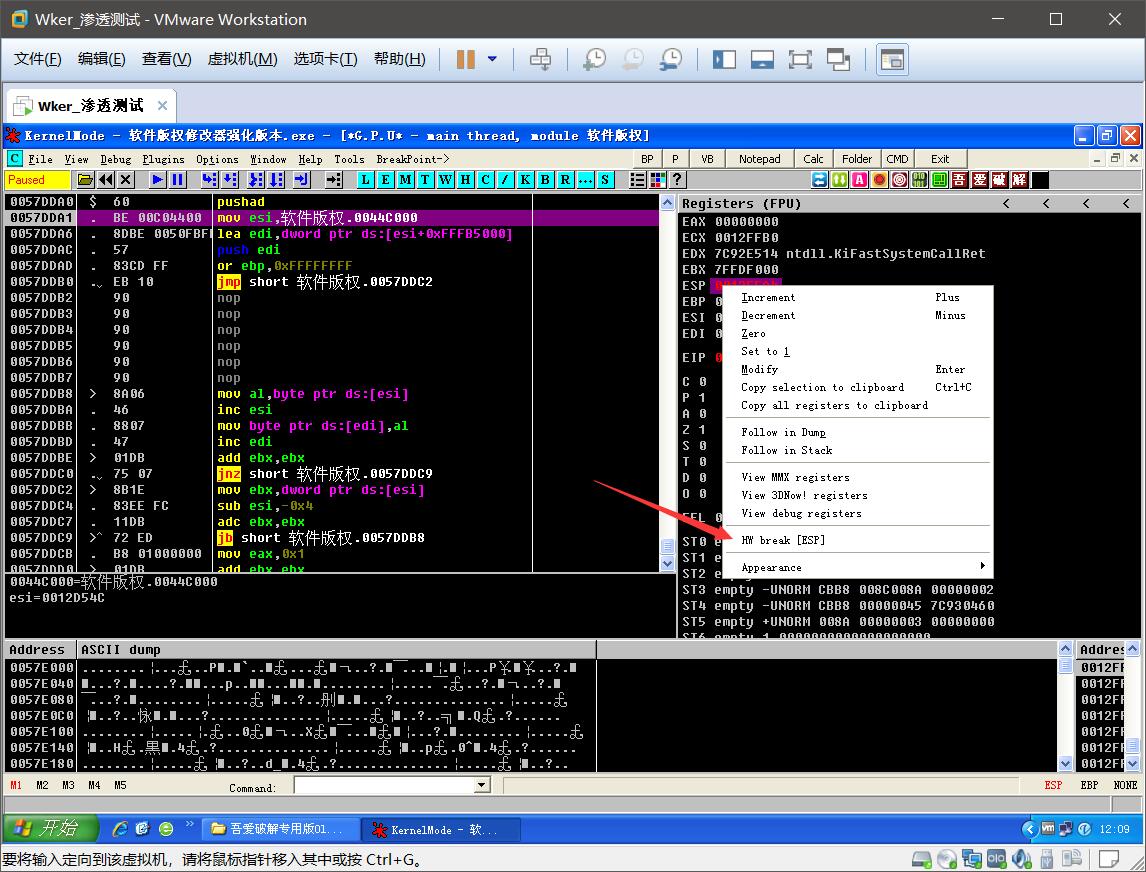 Wker_渗透测试 - VMware Workstation
文件(F) 编辑(E) 查看(V) 虚拟机(M) 选项卡(T) 帮助(H)
Wker_渗透测试
KernelMode - 软件版权修改器强化版本.exe - [*G.P.U* - main thread, module 软件版权]
C File View Debug Plugins Options Window Help Tools BreakPoint-> BP P VB Notepad Calc Folder CMD Exit
Paused L E M T W H C / K B R ... S ? A 吾 爱 破 解
0057DDA0 $ 60 pushad
0057DDA1 . BE 00C04400 mov esi,软件版权.0044C000
0057DDA6 . 8DBE 0050FBF lea edi,dword ptr ds:[esi+0xFFFB5000]
0057DDAC . 57 push edi
0057DDAD . 83CD FF or ebp,0xFFFFFFFF
0057DDB0 . EB 10 jmp short 软件版权.0057DDC2
0057DDB2 90 nop
0057DDB3 90 nop
0057DDB4 90 nop
0057DDB5 90 nop
0057DDB6 90 nop
0057DDB7 90 nop
0057DDB8 > 8A06 mov al,byte ptr ds:[esi]
0057DDBA . 46 inc esi
0057DDBB . 8807 mov byte ptr ds:[edi],al
0057DDBD . 47 inc edi
0057DDBE > 01DB add ebx,ebx
0057DDC0 . 75 07 jnz short 软件版权.0057DDC9
0057DDC2 > 8B1E mov ebx,dword ptr ds:[esi]
0057DDC4 . 83EE FC sub esi,-0x4
0057DDC7 . 11DB adc ebx,ebx
0057DDC9 >^ 72 ED jb short 软件版权.0057DDB8
0057DDCB . B8 01000000 mov eax,0x1
0057DDD0 > 01DB add ebx,ebx
0044C000=软件版权.0044C000
esi=0012D54C
Registers (FPU) < < < <
EAX 00000000
ECX 0012FFB0
EDX 7C92E514 ntdll.KiFastSystemCallRet
EBX 7FFDF000
ESP
EBP 0
ESI 0
EDI 0
EIP 0
C 0
P 1
A 0
Z 1
S 0
T 0
D 0
O 0
EFL 0
ST0 e
ST1 e
ST2 e
ST3 empty -UNORM CBB8 008C008A 00000002
ST4 empty -UNORM CBB8 00000045 7C930460
ST5 empty +UNORM 008A 00000003 00000000
Increment Plus
Decrement Minus
Zero
Set to 1
Modify Enter
Copy selection to clipboard Ctrl+C
Copy all registers to clipboard
Follow in Dump
Follow in Stack
View MMX registers
View 3DNow! registers
View debug registers
HW break [ESP]
Appearance
Address ASCII dump
0057E000
0057E040
0057E080
0057E0C0
0057E100
0057E140
0057E180
Addres
0012FF
0012FF
0012FF
0012FF
0012FF
0012FF
0012FF
M1 M2 M3 M4 M5 Command: ESP EBP NONE
开始 吾爱破解专用版01... KernelMode - 软... 12:09
要将输入定向到该虚拟机，请将鼠标指针移入其中或按 Ctrl+G。